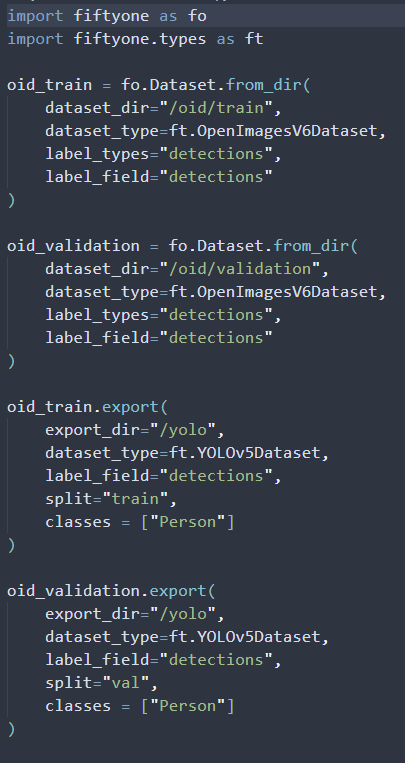 import fiftyone as fo
import fiftyone.types as ft

oid_train = fo.Dataset.from_dir(
    dataset_dir="/oid/train",
    dataset_type=ft.OpenImagesV6Dataset,
    label_types="detections",
    label_field="detections"
)

oid_validation = fo.Dataset.from_dir(
    dataset_dir="/oid/validation",
    dataset_type=ft.OpenImagesV6Dataset,
    label_types="detections",
    label_field="detections"
)

oid_train.export(
    export_dir="/yolo",
    dataset_type=ft.YOLOv5Dataset,
    label_field="detections",
    split="train",
    classes = ["Person"]
)

oid_validation.export(
    export_dir="/yolo",
    dataset_type=ft.YOLOv5Dataset,
    label_field="detections",
    split="val",
    classes = ["Person"]
)